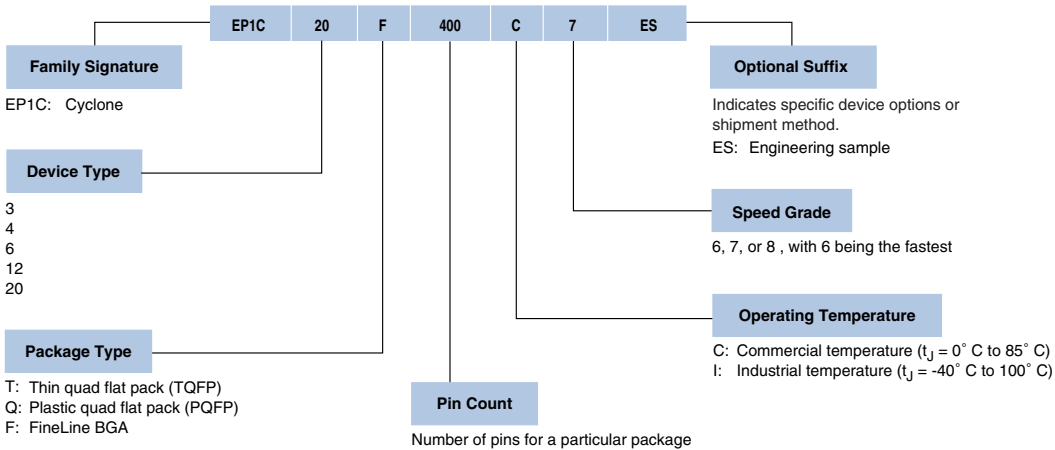 EP1C 20 F 400 C 7 ES
Family Signature
EP1C: Cyclone
Device Type
3
4
6
12
20
Package Type
T: Thin quad flat pack (TQFP)
Q: Plastic quad flat pack (PQFP)
F: FineLine BGA
Pin Count
Number of pins for a particular package
Optional Suffix
Indicates specific device options or
shipment method.
ES: Engineering sample
Speed Grade
6, 7, or 8 , with 6 being the fastest
Operating Temperature
C: Commercial temperature (tJ = 0˚ C to 85˚ C)
I: Industrial temperature (tJ = -40˚ C to 100˚ C)